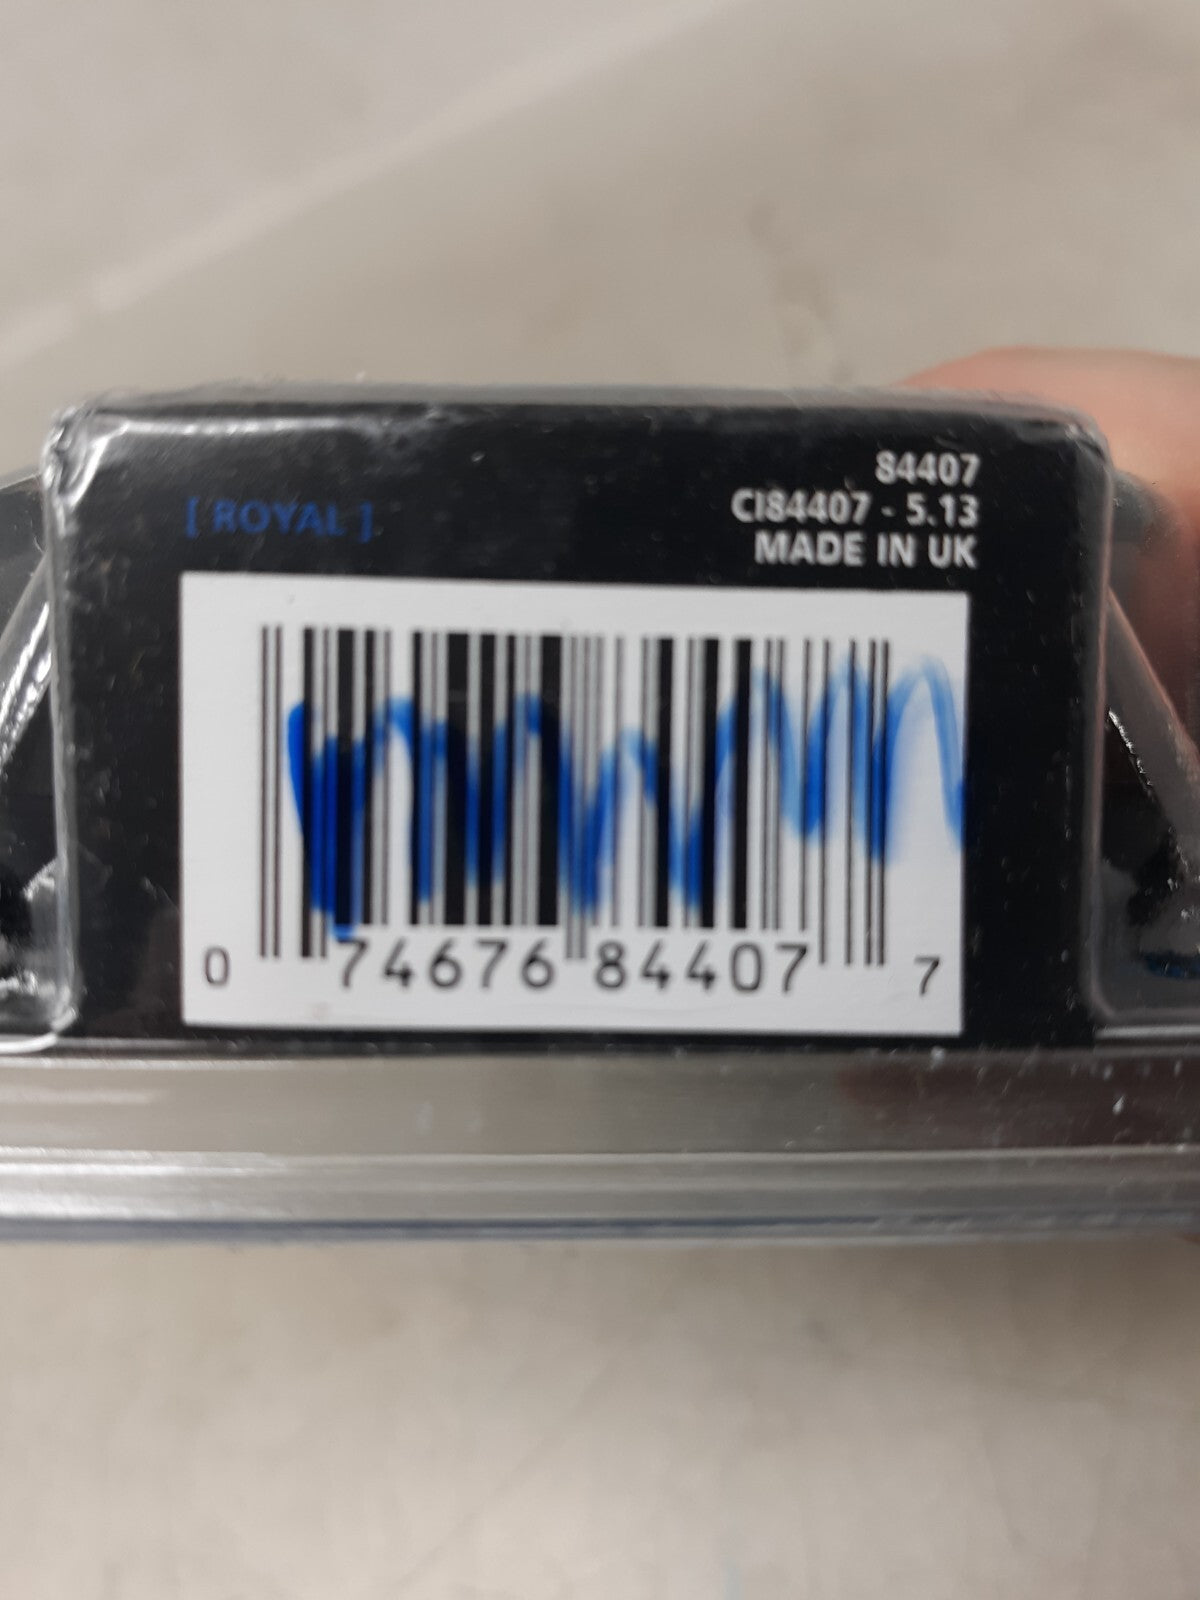 [ ROYAL ]
84407
CI84407 - 5.13
MADE IN UK
0 74676 84407 7